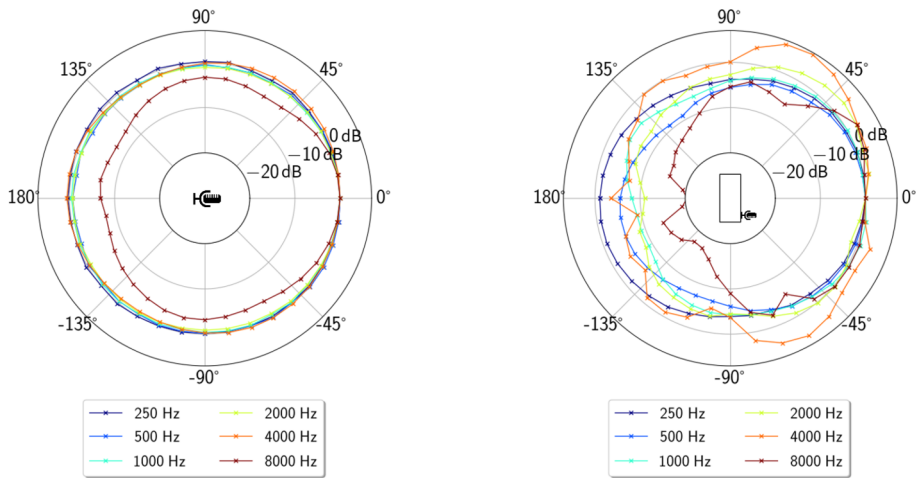 90°
135°
45°
0 dB
−10 dB
−20 dB
180°
0°
-135°
-45°
-90°
250 Hz
2000 Hz
500 Hz
4000 Hz
1000 Hz
8000 Hz
90°
135°
45°
0 dB
−10 dB
−20 dB
180°
0°
-135°
-45°
-90°
250 Hz
2000 Hz
500 Hz
4000 Hz
1000 Hz
8000 Hz